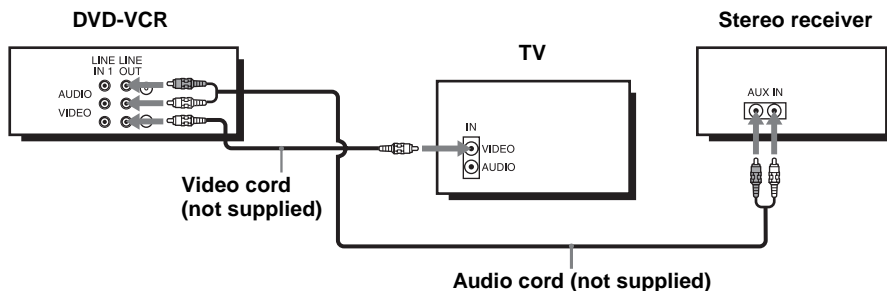 DVD-VCR
Stereo receiver
TV
LINE IN 1
LINE OUT
AUDIO
VIDEO
AUX IN
IN
VIDEO
AUDIO
Video cord
(not supplied)
Audio cord (not supplied)